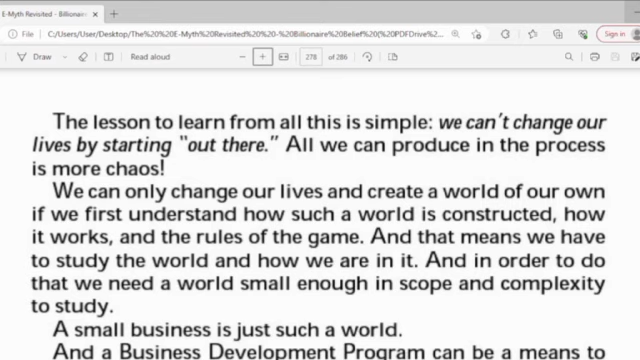 E-Myth Revisited - Billionaire
File C:/Users/User/Desktop/The%20%20E-Myth%20Revisited%20%20-%20Billionaire%20Belief%20(%20PDFDrive%2... Sign in
Draw Read aloud 278 of 286
The lesson to learn from all this is simple: we can't change our
lives by starting "out there." All we can produce in the process
is more chaos!
We can only change our lives and create a world of our own
if we first understand how such a world is constructed, how
it works, and the rules of the game. And that means we have
to study the world and how we are in it. And in order to do
that we need a world small enough in scope and complexity
to study.
A small business is just such a world.
And a Business Development Program can be a means to